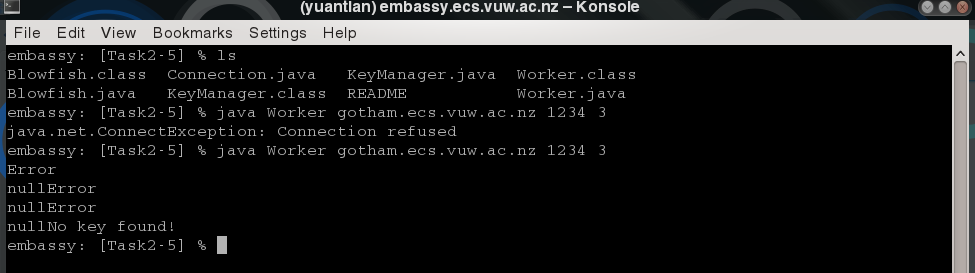 (yuantian) embassy.ecs.vuw.ac.nz – Konsole
File Edit View Bookmarks Settings Help
embassy: [Task2-5] % ls
Blowfish.class Connection.java KeyManager.java Worker.class
Blowfish.java KeyManager.class README Worker.java
embassy: [Task2-5] % java Worker gotham.ecs.vuw.ac.nz 1234 3
java.net.ConnectException: Connection refused
embassy: [Task2-5] % java Worker gotham.ecs.vuw.ac.nz 1234 3
Error
nullError
nullError
nullNo key found!
embassy: [Task2-5] %